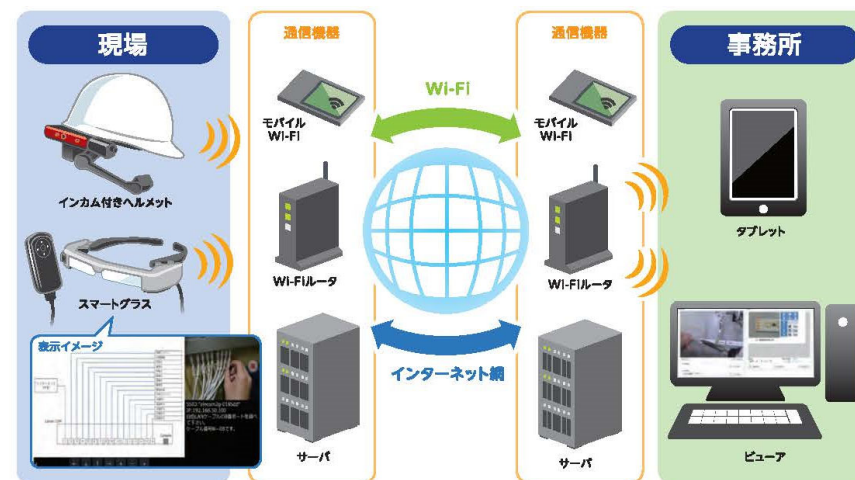 現場
通信機器
モバイル
Wi-Fi
インカム付きヘルメット
Wi-Fiルータ
スマートグラス
表示イメージ
サーバ
Wi-Fi
インターネット網
通信機器
モバイル
Wi-Fi
Wi-Fiルータ
サーバ
事務所
タブレット
ビューア